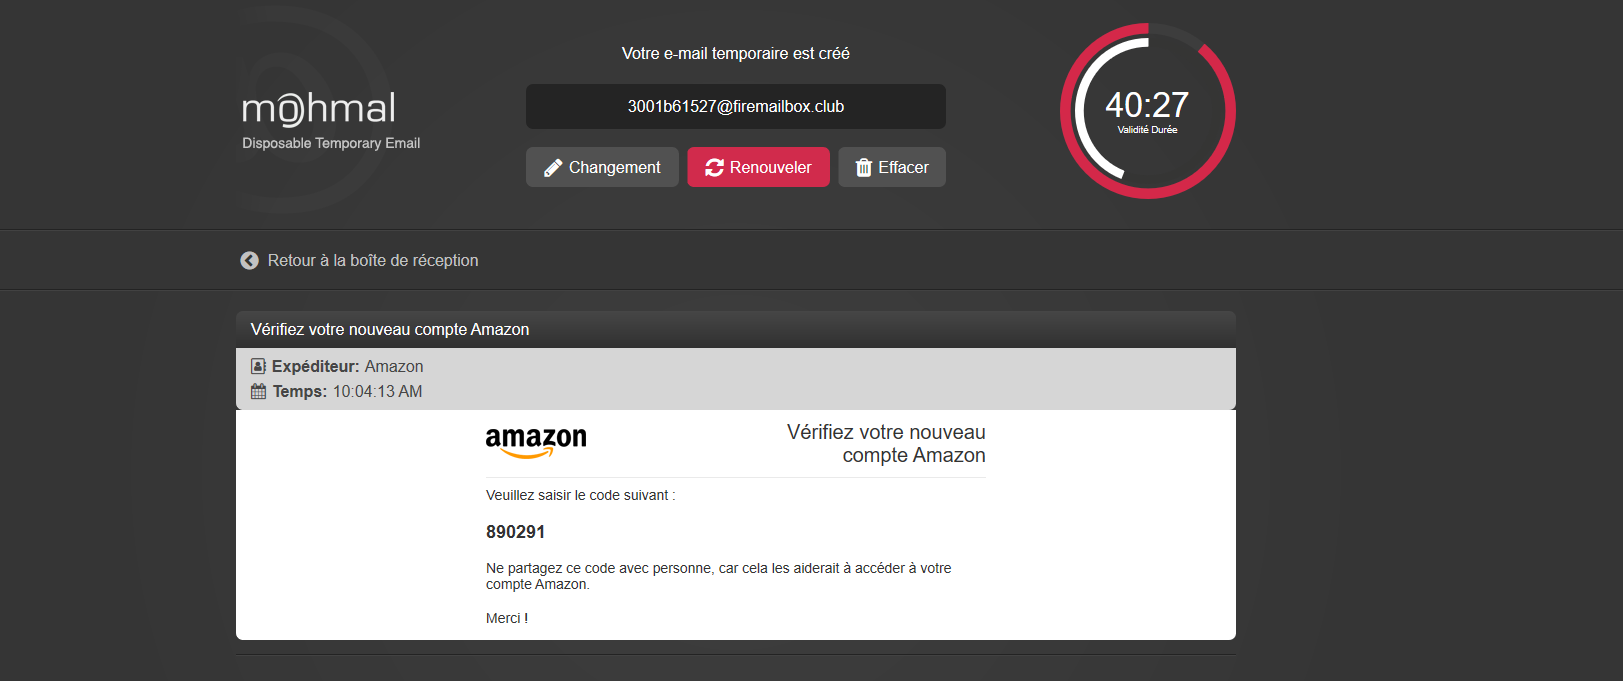 mohmal
Disposable Temporary Email
Votre e-mail temporaire est créé
3001b61527@firemailbox.club
Changement
Renouveler
Effacer
40:27
Validité Durée
Retour à la boîte de réception
Vérifiez votre nouveau compte Amazon
Expéditeur: Amazon
Temps: 10:04:13 AM
amazon
Vérifiez votre nouveau
compte Amazon
Veuillez saisir le code suivant :
890291
Ne partagez ce code avec personne, car cela les aiderait à accéder à votre
compte Amazon.
Merci !